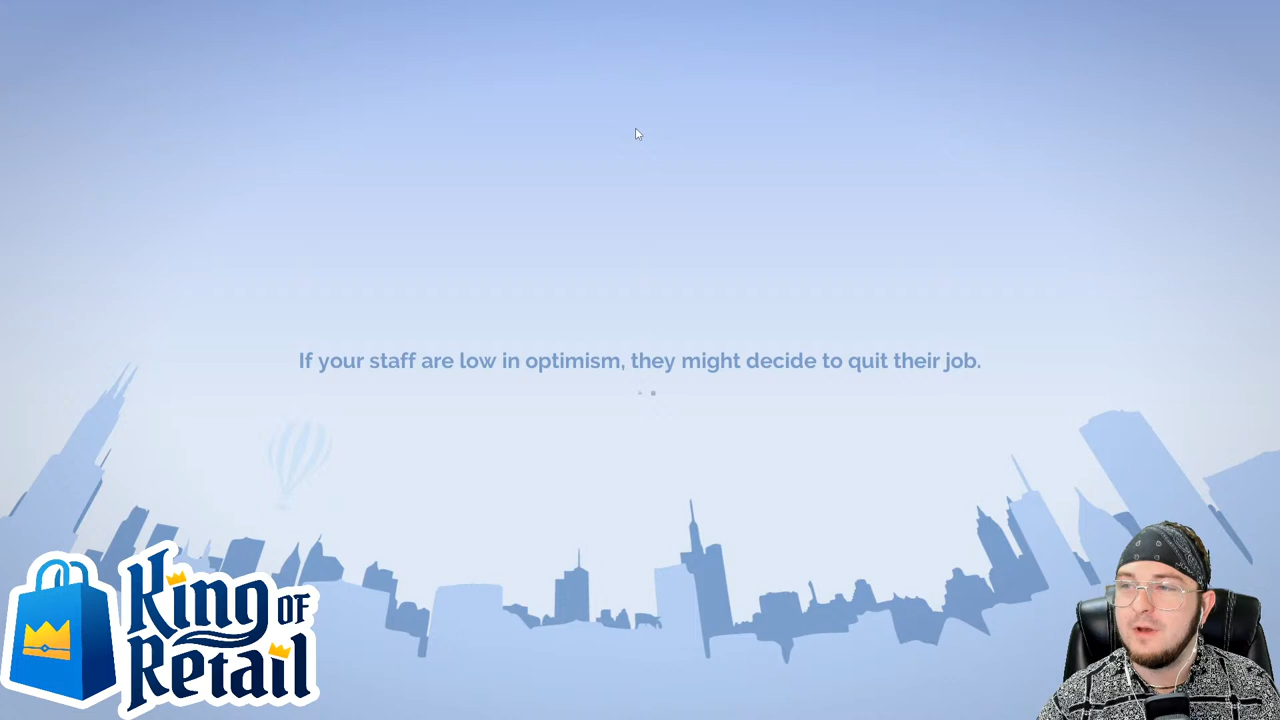 If your staff are low in optimism, they might decide to quit their job.
King OF
Retail